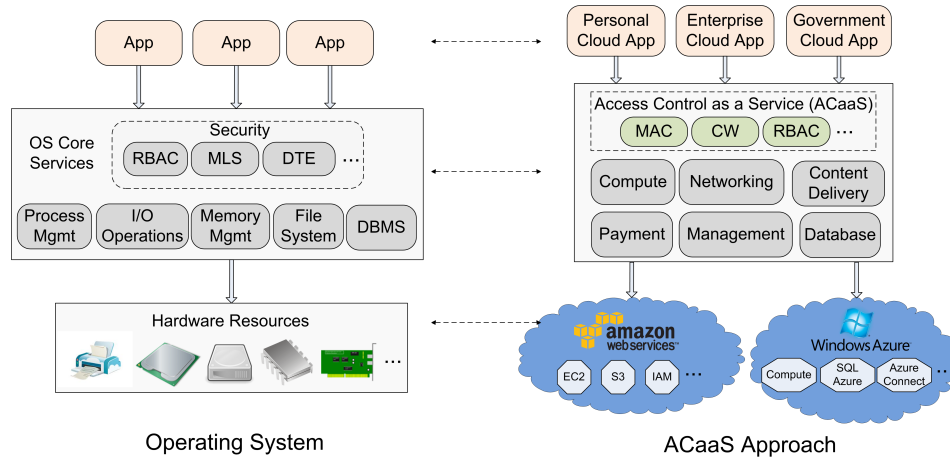 App
App
App
OS Core
Services
Security
RBAC
MLS
DTE
...
Process
Mgmt
I/O
Operations
Memory
Mgmt
File
System
DBMS
Hardware Resources
...
Operating System
Personal
Cloud App
Enterprise
Cloud App
Government
Cloud App
Access Control as a Service (ACaaS)
MAC
CW
RBAC
...
Compute
Networking
Content
Delivery
Payment
Management
Database
amazon
webservices™
EC2
S3
IAM
...
Windows Azure™
Compute
SQL
Azure
Azure
Connect
...
ACaaS Approach